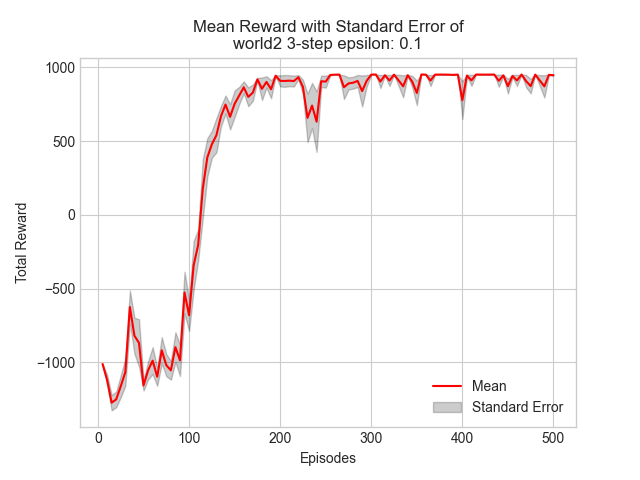 Mean Reward with Standard Error of
world2 3-step epsilon: 0.1
Total Reward
1000
500
0
−500
−1000
0 100 200 300 400 500
Episodes
Mean
Standard Error